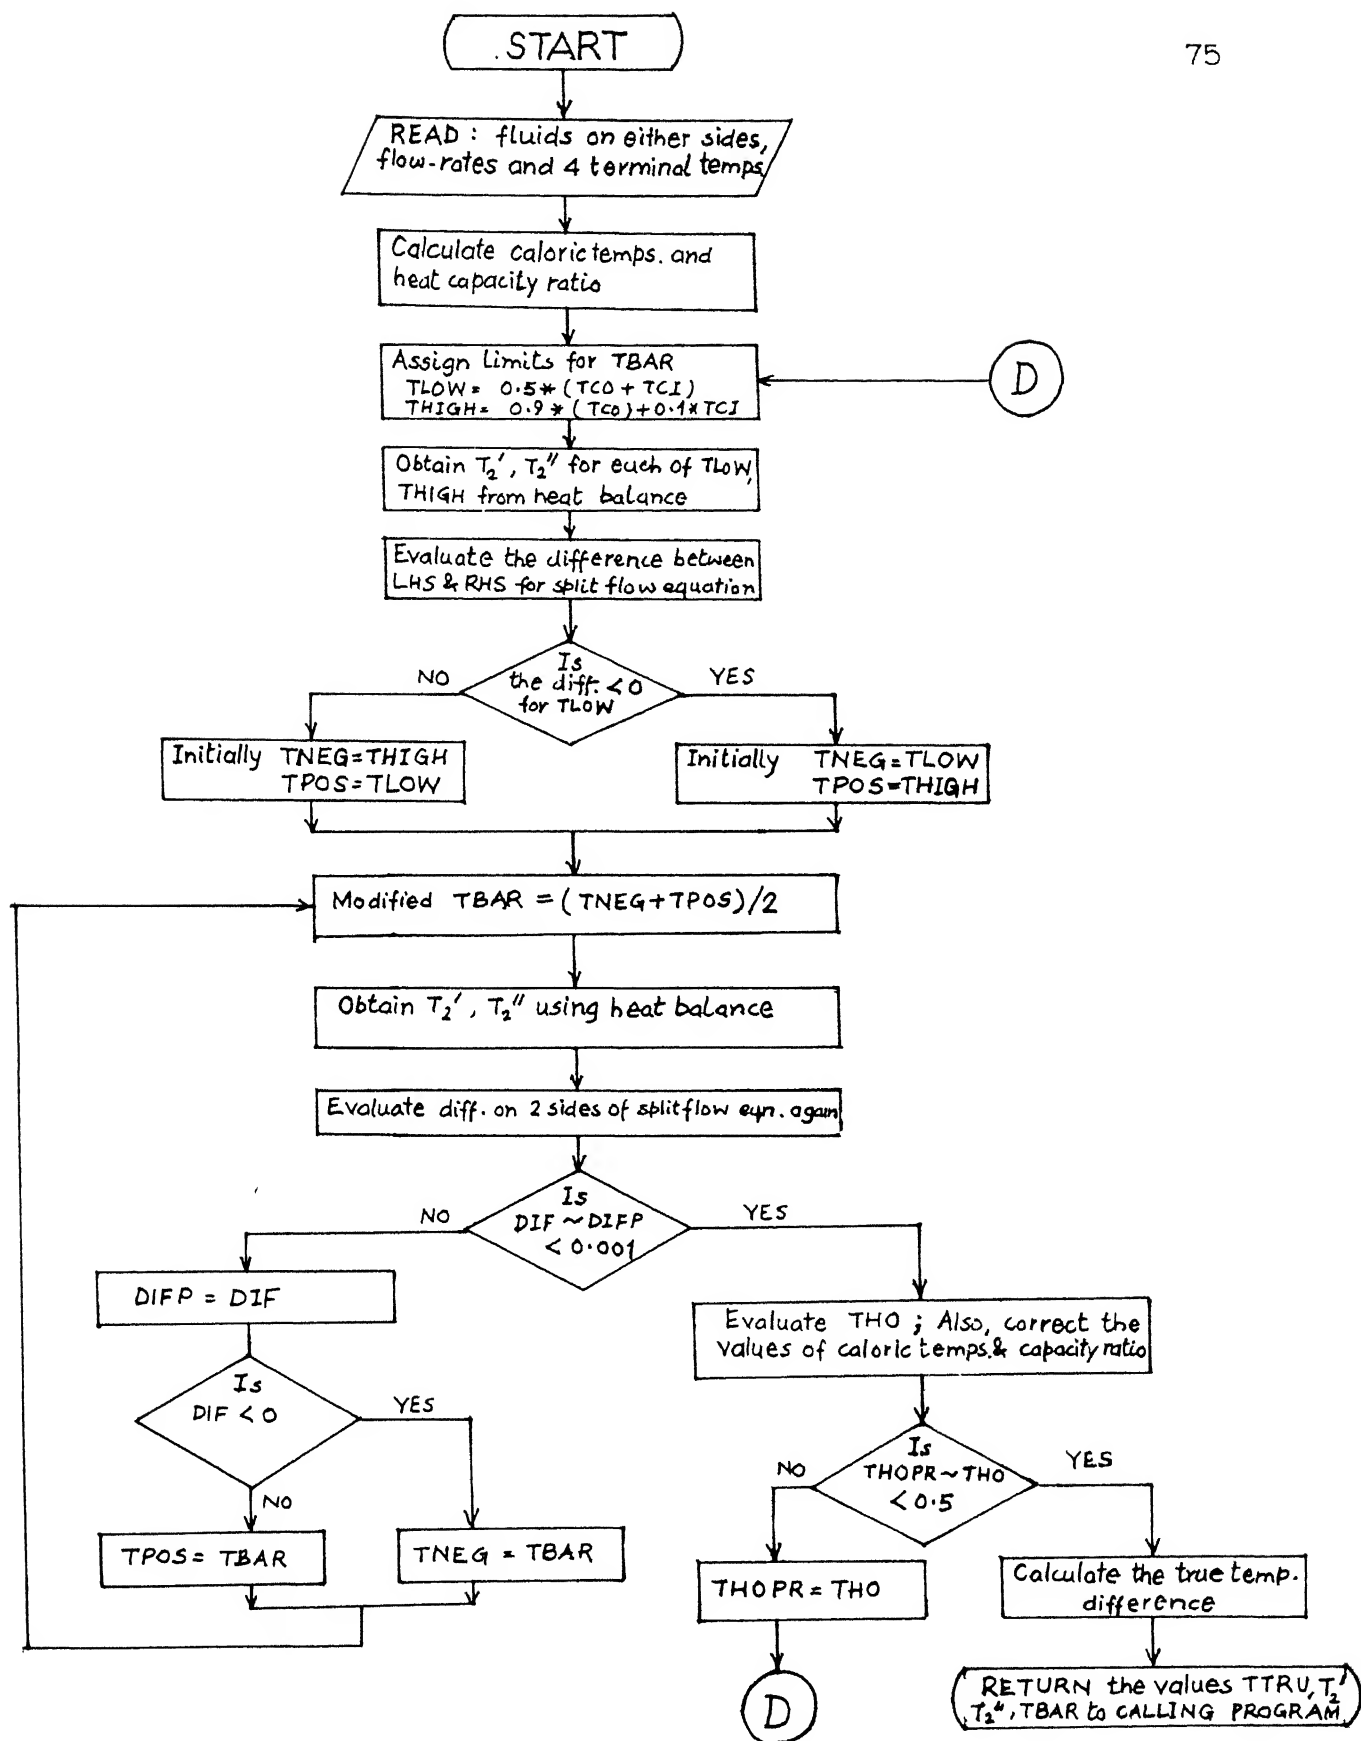 75
START
READ : fluids on either sides,
flow-rates and 4 terminal temps.
Calculate caloric temps. and
heat capacity ratio
Assign Limits for TBAR
TLOW = 0.5* (TCO + TCI)
THIGH = 0.9 * (TCO) + 0.1* TCI
D
Obtain T₂', T₂'' for each of TLOW,
THIGH from heat balance
Evaluate the difference between
LHS & RHS for split flow equation
Is
the diff. < 0
for TLOW
NO
YES
Initially TNEG=THIGH
TPOS=TLOW
Initially TNEG=TLOW
TPOS=THIGH
Modified TBAR = (TNEG+TPOS)/2
Obtain T₂', T₂'' using heat balance
Evaluate diff. on 2 sides of splitflow eqn. again
Is
DIF ~ DIFP
< 0.001
NO
YES
DIFP = DIF
Is
DIF < 0
YES
NO
TPOS = TBAR
TNEG = TBAR
Evaluate THO ; Also, correct the
values of caloric temps. & capacity ratio
Is
THOPR ~ THO
< 0.5
NO
YES
THOPR = THO
D
Calculate the true temp.
difference
RETURN the values TTRU, T₂'
T₂'', TBAR to CALLING PROGRAM